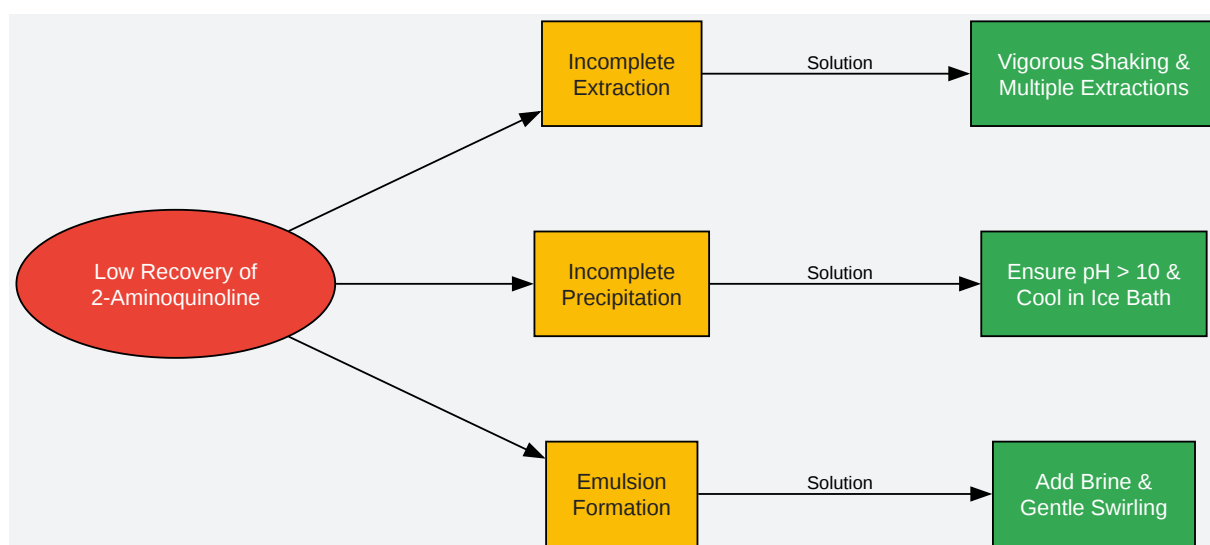 Incomplete
Extraction
Solution
Vigorous Shaking &
Multiple Extractions
Low Recovery of
2-Aminoquinoline
Incomplete
Precipitation
Solution
Ensure pH > 10 &
Cool in Ice Bath
Emulsion
Formation
Solution
Add Brine &
Gentle Swirling